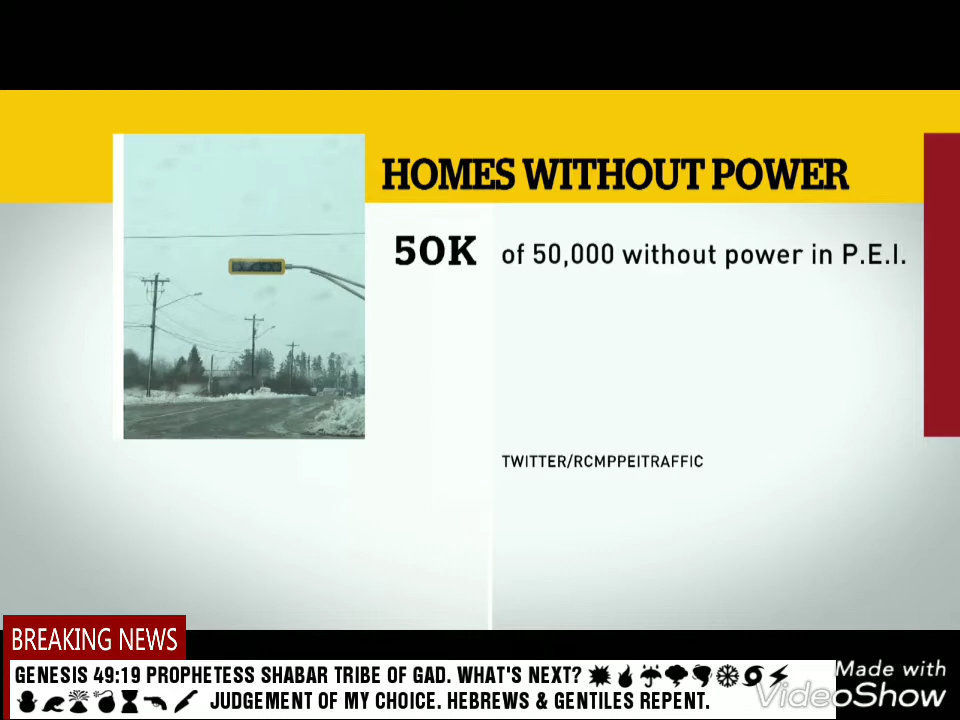 HOMES WITHOUT POWER
50K of 50,000 without power in P.E.I.
TWITTER/RCMPPEITRAFFIC
BREAKING NEWS
GENESIS 49:19 PROPHETESS SHABAR TRIBE OF GAD. WHAT'S NEXT?
JUDGEMENT OF MY CHOICE. HEBREWS & GENTILES REPENT.
Made with
VideoShow